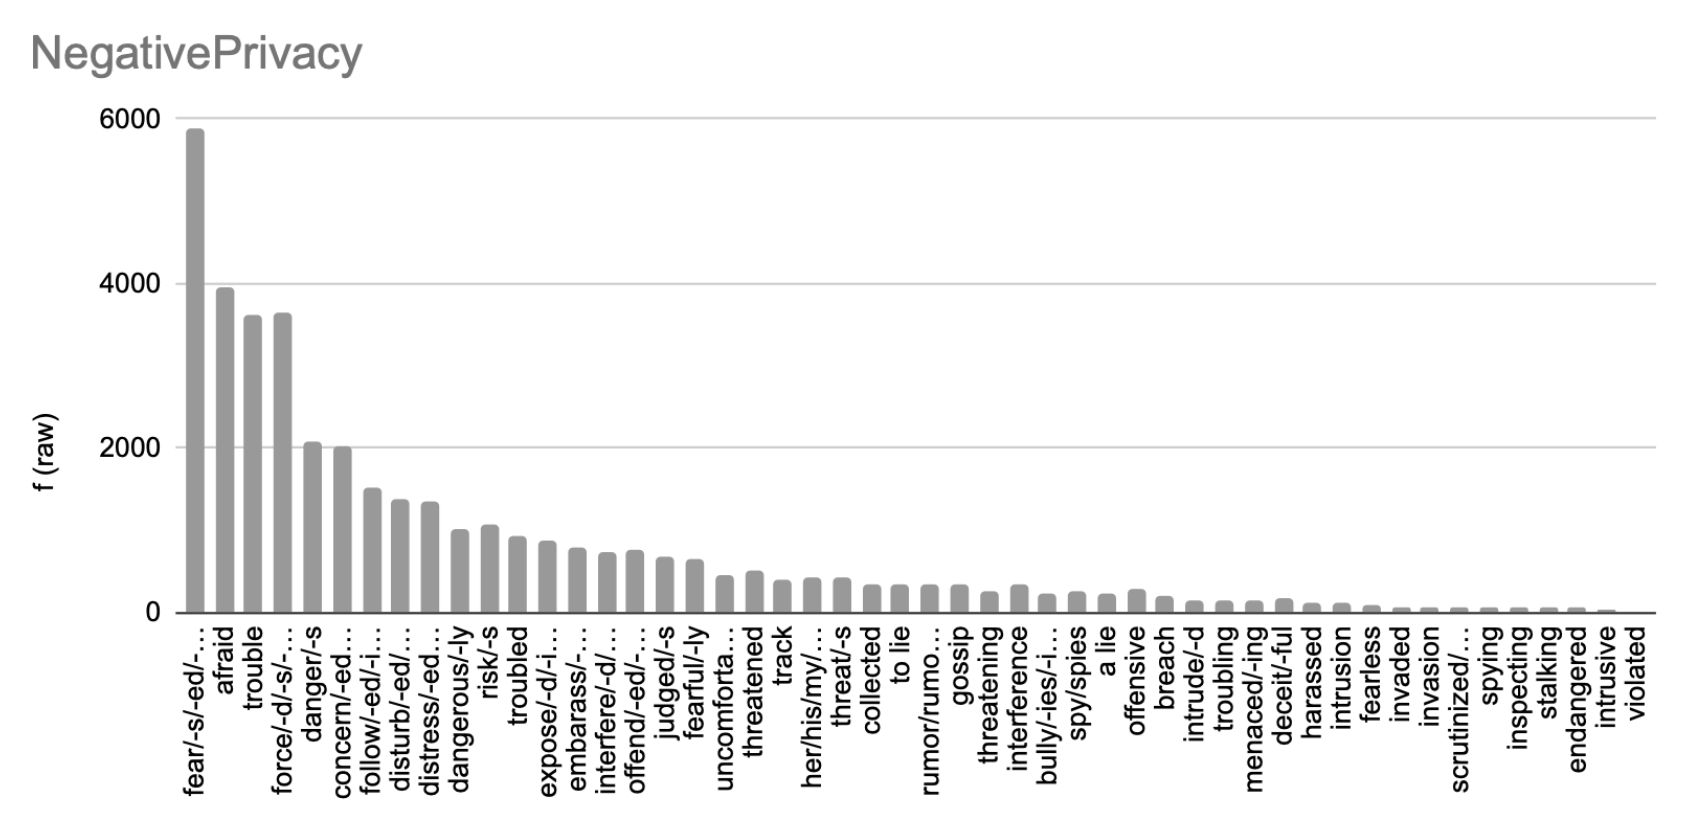 NegativePrivacy
6000
4000
2000
0
f (raw)
fear/-s/-ed/-…
afraid
trouble
force/-d/-s/-…
danger/-s
concern/-ed…
follow/-ed/-i…
disturb/-ed/…
distress/-ed…
dangerous/-ly
risk/-s
troubled
expose/-d/-i…
embarass/-…
interfere/-d/…
offend/-ed/-…
judged/-s
fearful/-ly
uncomforta…
threatened
track
her/his/my/…
threat/-s
collected
to lie
rumor/rumo…
gossip
threatening
interference
bully/-ies/-i…
spy/spies
a lie
offensive
breach
intrude/-d
troubling
menaced/-ing
deceit/-ful
harassed
intrusion
fearless
invaded
invasion
scrutinized/…
spying
inspecting
stalking
endangered
intrusive
violated